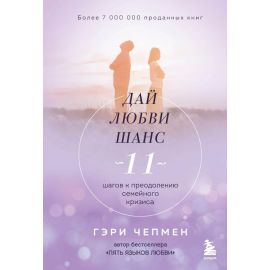 Более 7 000 000 проданных книг
ДАЙ
ЛЮБВИ
ШАНС
~11~
шагов к преодолению
семейного
кризиса
ГЭРИ ЧЕПМЕН
автор бестселлера
«ПЯТЬ ЯЗЫКОВ ЛЮБВИ»